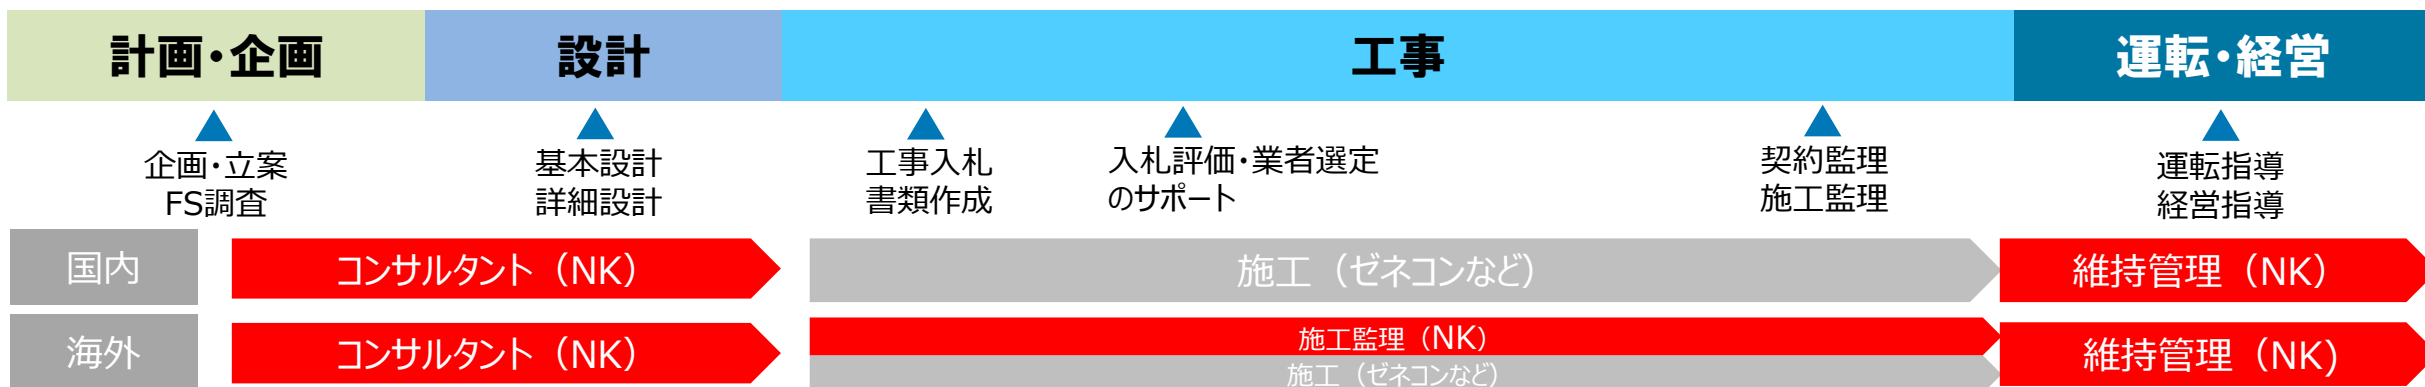 計画・企画
設計
工事
運転・経営
企画・立案
FS調査
基本設計
詳細設計
工事入札
書類作成
入札評価・業者選定
のサポート
契約監理
施工監理
運転指導
経営指導
国内
コンサルタント（NK）
施工（ゼネコンなど）
維持管理（NK）
海外
コンサルタント（NK）
施工監理（NK）
施工（ゼネコンなど）
維持管理（NK）